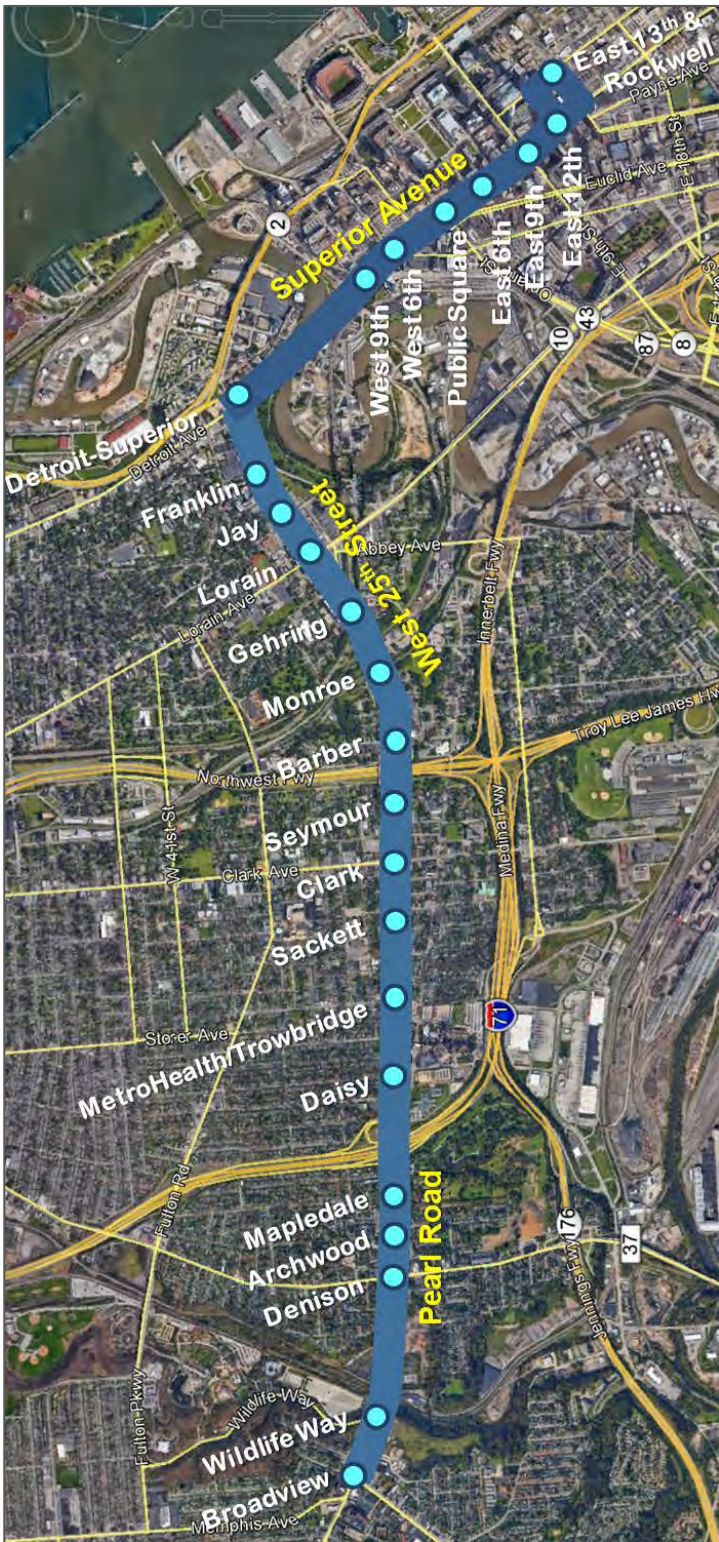 East 13th &
Rockwell
Payne Ave
E 18th St
Superior Avenue
Euclid Ave
East 12th
East 9th
E 9th S
East 6th
Public Square
West 6th
West 9th
2
10
43
87
8
Detroit-Superior
Detroit Ave
Franklin
Jay
Lorain
Lorain Ave
West 25th Street
Abbey Ave
Gehring
Monroe
Innerbelt Fwy
Troy Lee James Hw
Barber
Northwest Fwy
Seymour
Medina Fwy
W 41st St
Clark Ave
Clark
Sackett
71
Storer Ave
MetroHealth/Trowbridge
Daisy
Fulton Rd
Mapledale
Archwood
Denison
Pearl Road
176
37
Jennings Fwy
Fulton Pkwy
Wildlife Way
Wildlife Way
Broadview
Memphis Ave